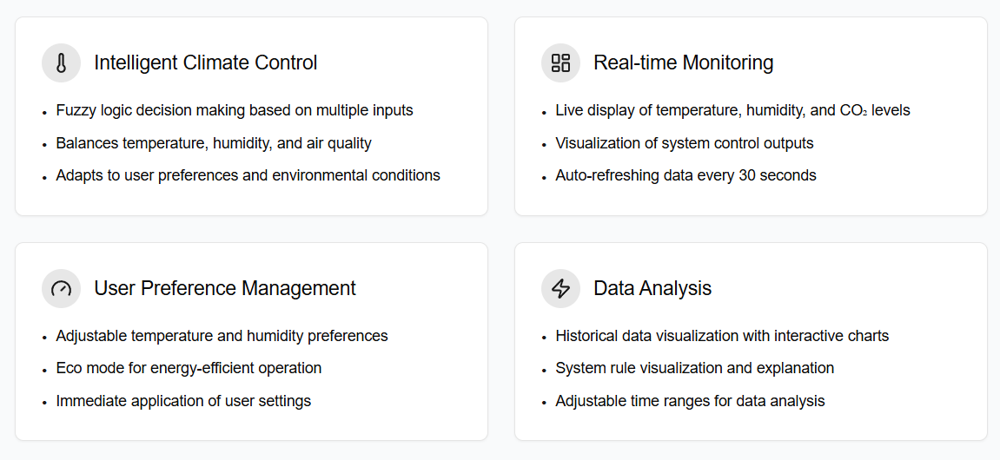 Intelligent Climate Control
• Fuzzy logic decision making based on multiple inputs
• Balances temperature, humidity, and air quality
• Adapts to user preferences and environmental conditions
Real-time Monitoring
• Live display of temperature, humidity, and CO₂ levels
• Visualization of system control outputs
• Auto-refreshing data every 30 seconds
User Preference Management
• Adjustable temperature and humidity preferences
• Eco mode for energy-efficient operation
• Immediate application of user settings
Data Analysis
• Historical data visualization with interactive charts
• System rule visualization and explanation
• Adjustable time ranges for data analysis